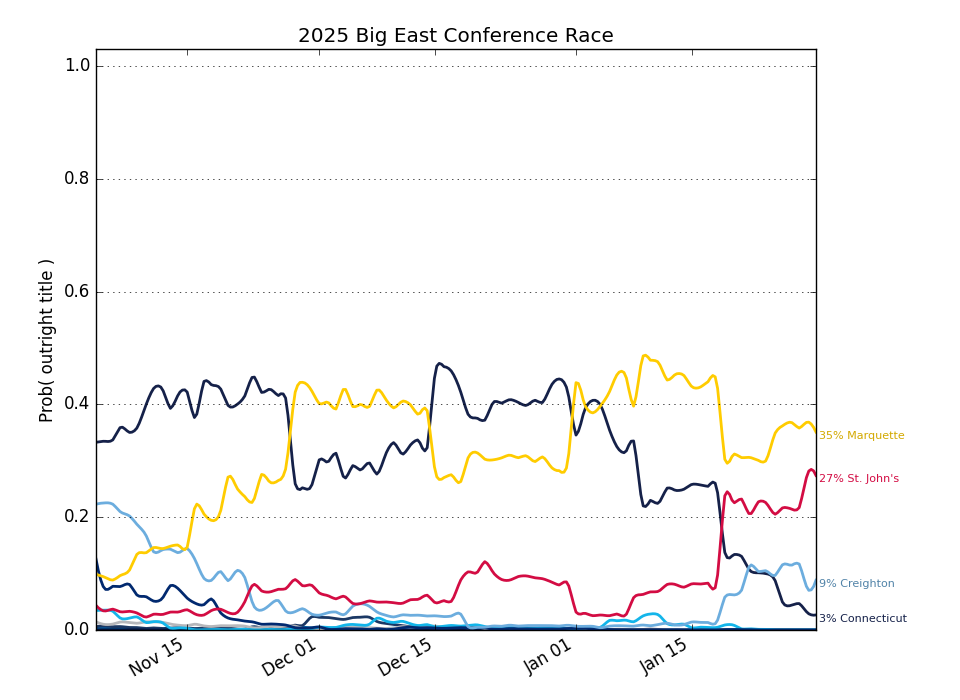 2025 Big East Conference Race
Prob( outright title )
1.0
0.8
0.6
0.4
0.2
0.0
Nov 15
Dec 01
Dec 15
Jan 01
Jan 15
35% Marquette
27% St. John's
9% Creighton
3% Connecticut